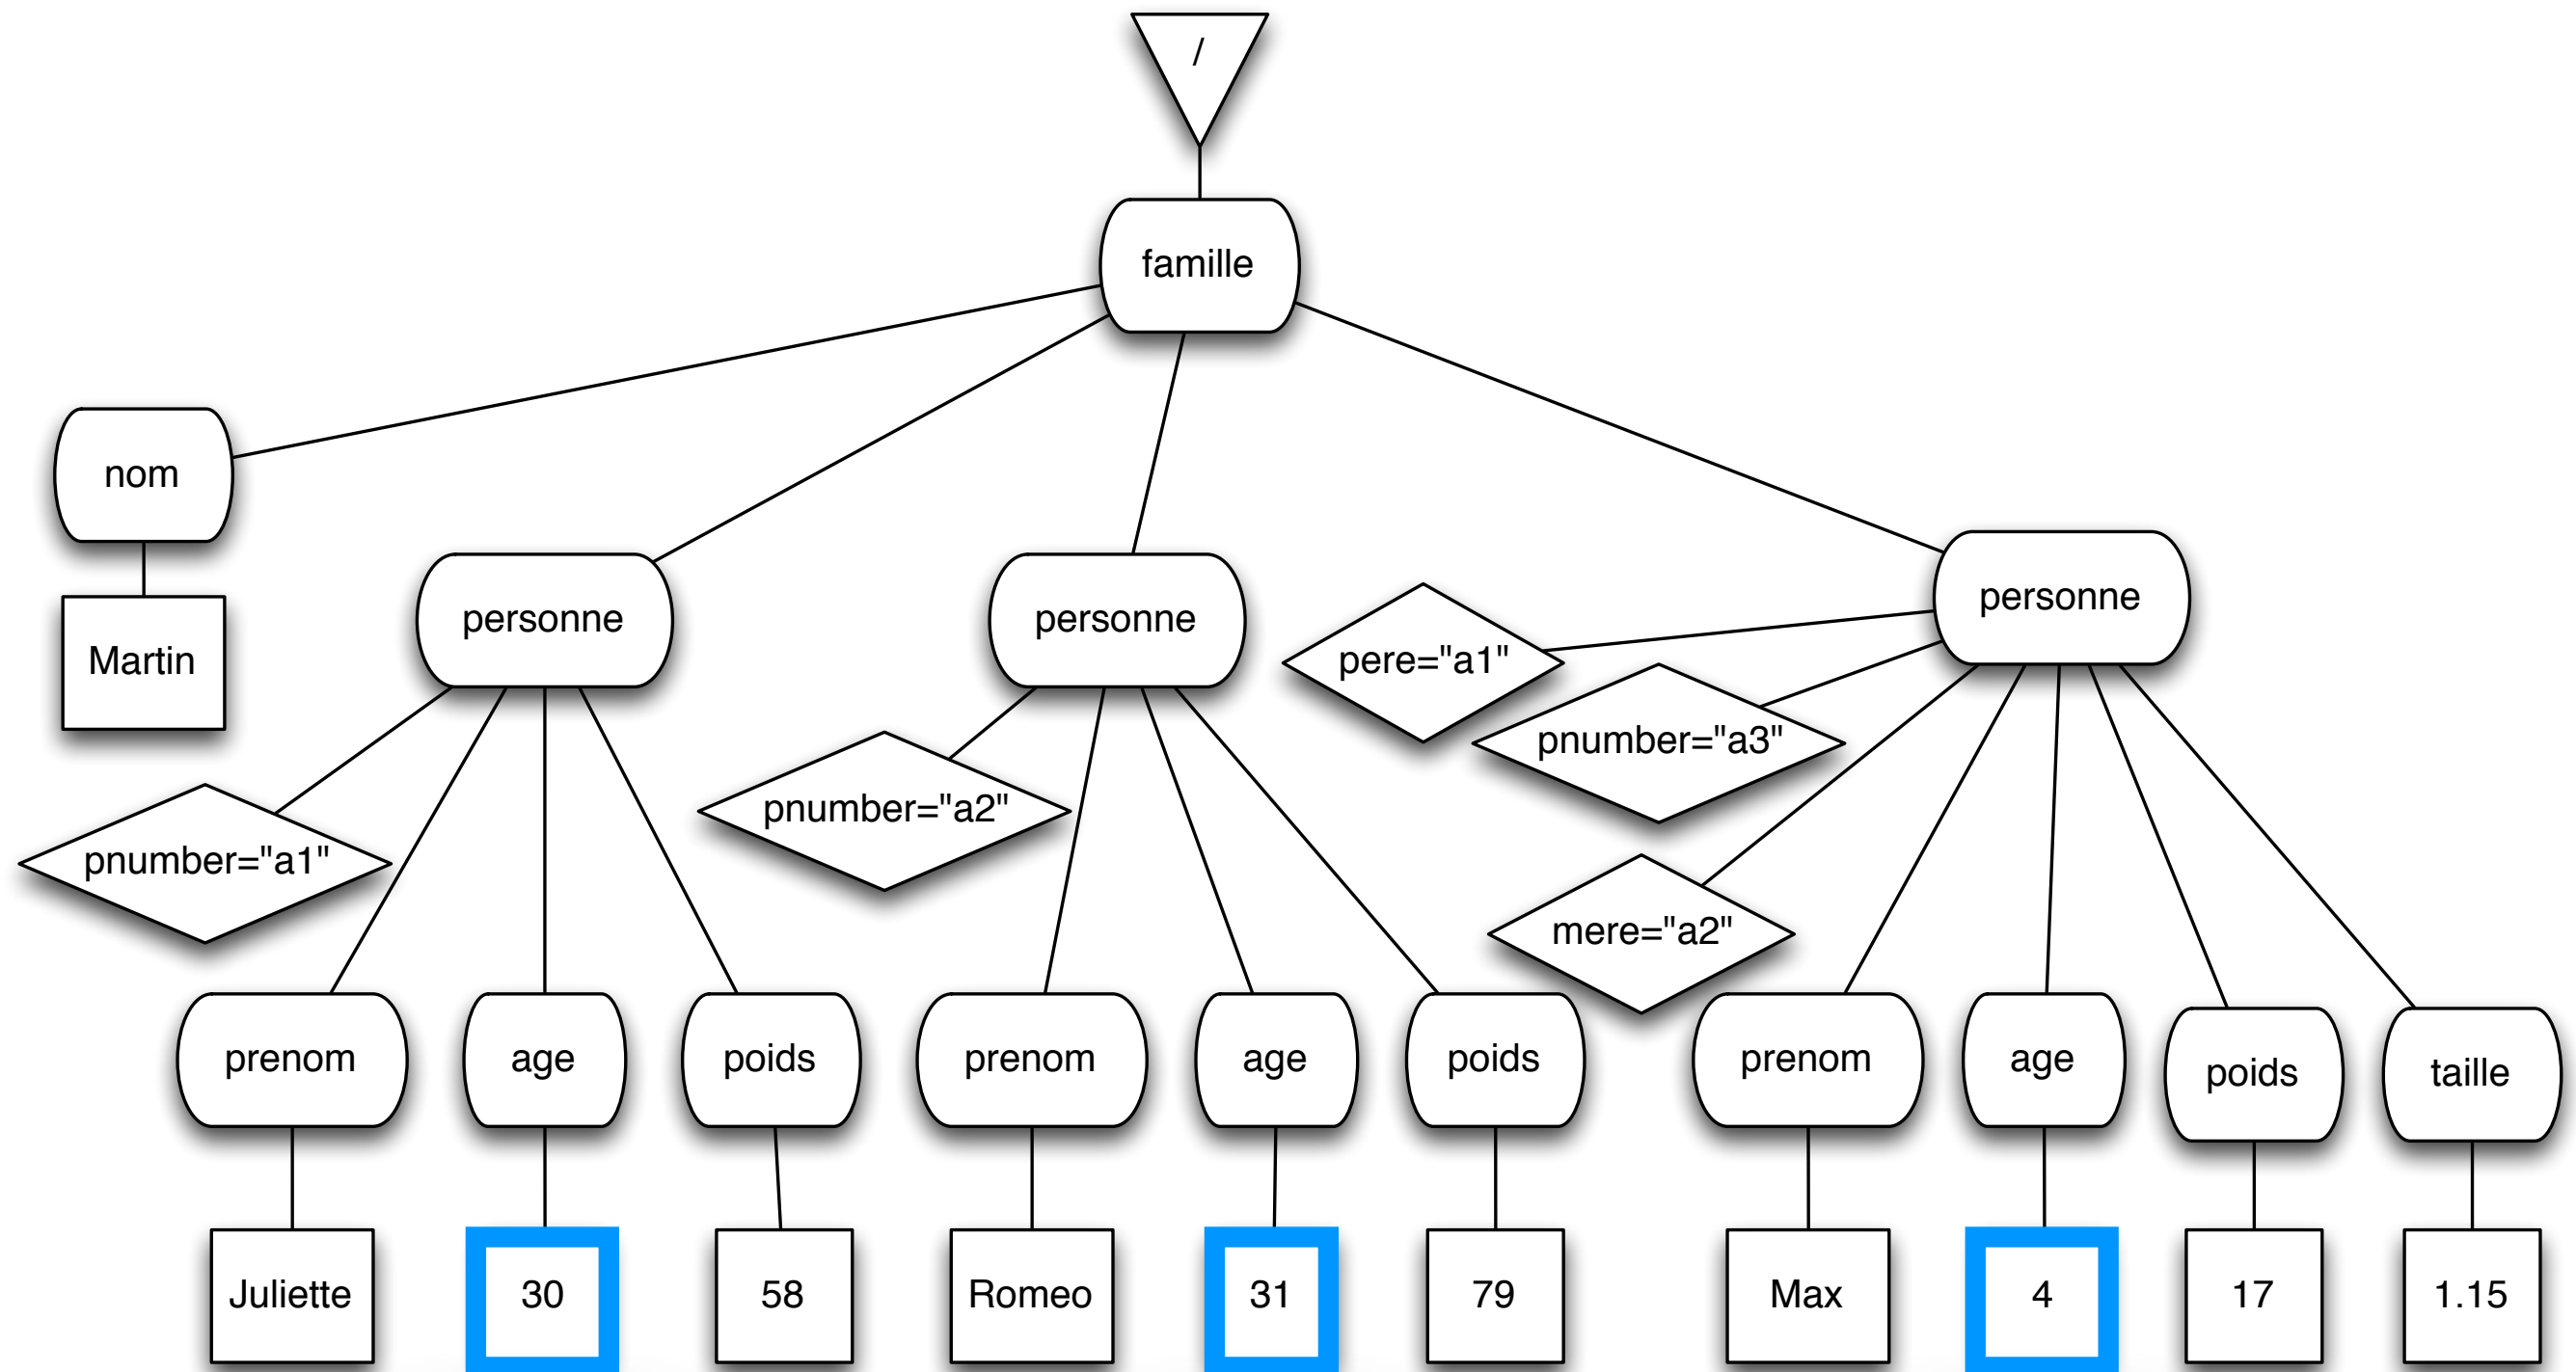 /
famille
nom
Martin
personne
personne
personne
pere="a1"
pnumber="a3"
pnumber="a2"
pnumber="a1"
mere="a2"
prenom
age
poids
prenom
age
poids
prenom
age
poids
taille
Juliette
30
58
Romeo
31
79
Max
4
17
1.15